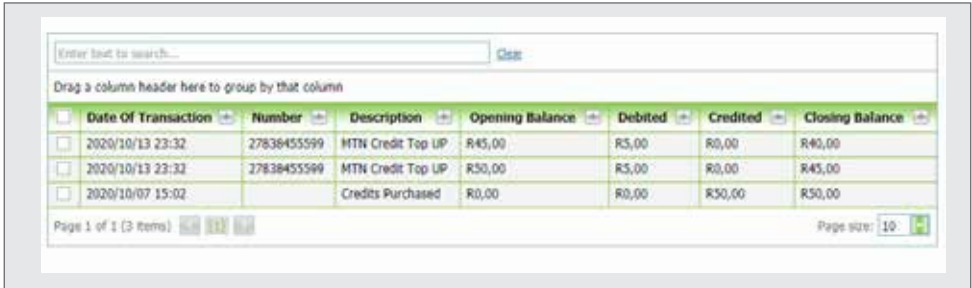 Enter text to search... Clear
Drag a column header here to group by that column
Date Of Transaction Number Description Opening Balance Debited Credited Closing Balance
2020/10/13 23:32 27838455599 MTN Credit Top UP R45,00 R5,00 R0,00 R40,00
2020/10/13 23:32 27838455599 MTN Credit Top UP R50,00 R5,00 R0,00 R45,00
2020/10/07 15:02 Credits Purchased R0,00 R0,00 R50,00 R50,00
Page 1 of 1 (3 items) [1] Page size: 10